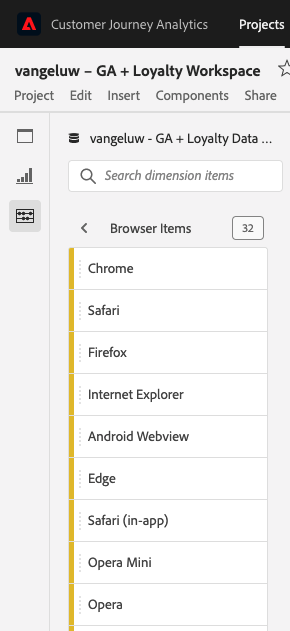 Customer Journey Analytics
Projects
vangeluw – GA + Loyalty Workspace
Project Edit Insert Components Share
vangeluw - GA + Loyalty Data ...
Search dimension items
Browser Items 32
Chrome
Safari
Firefox
Internet Explorer
Android Webview
Edge
Safari (in-app)
Opera Mini
Opera